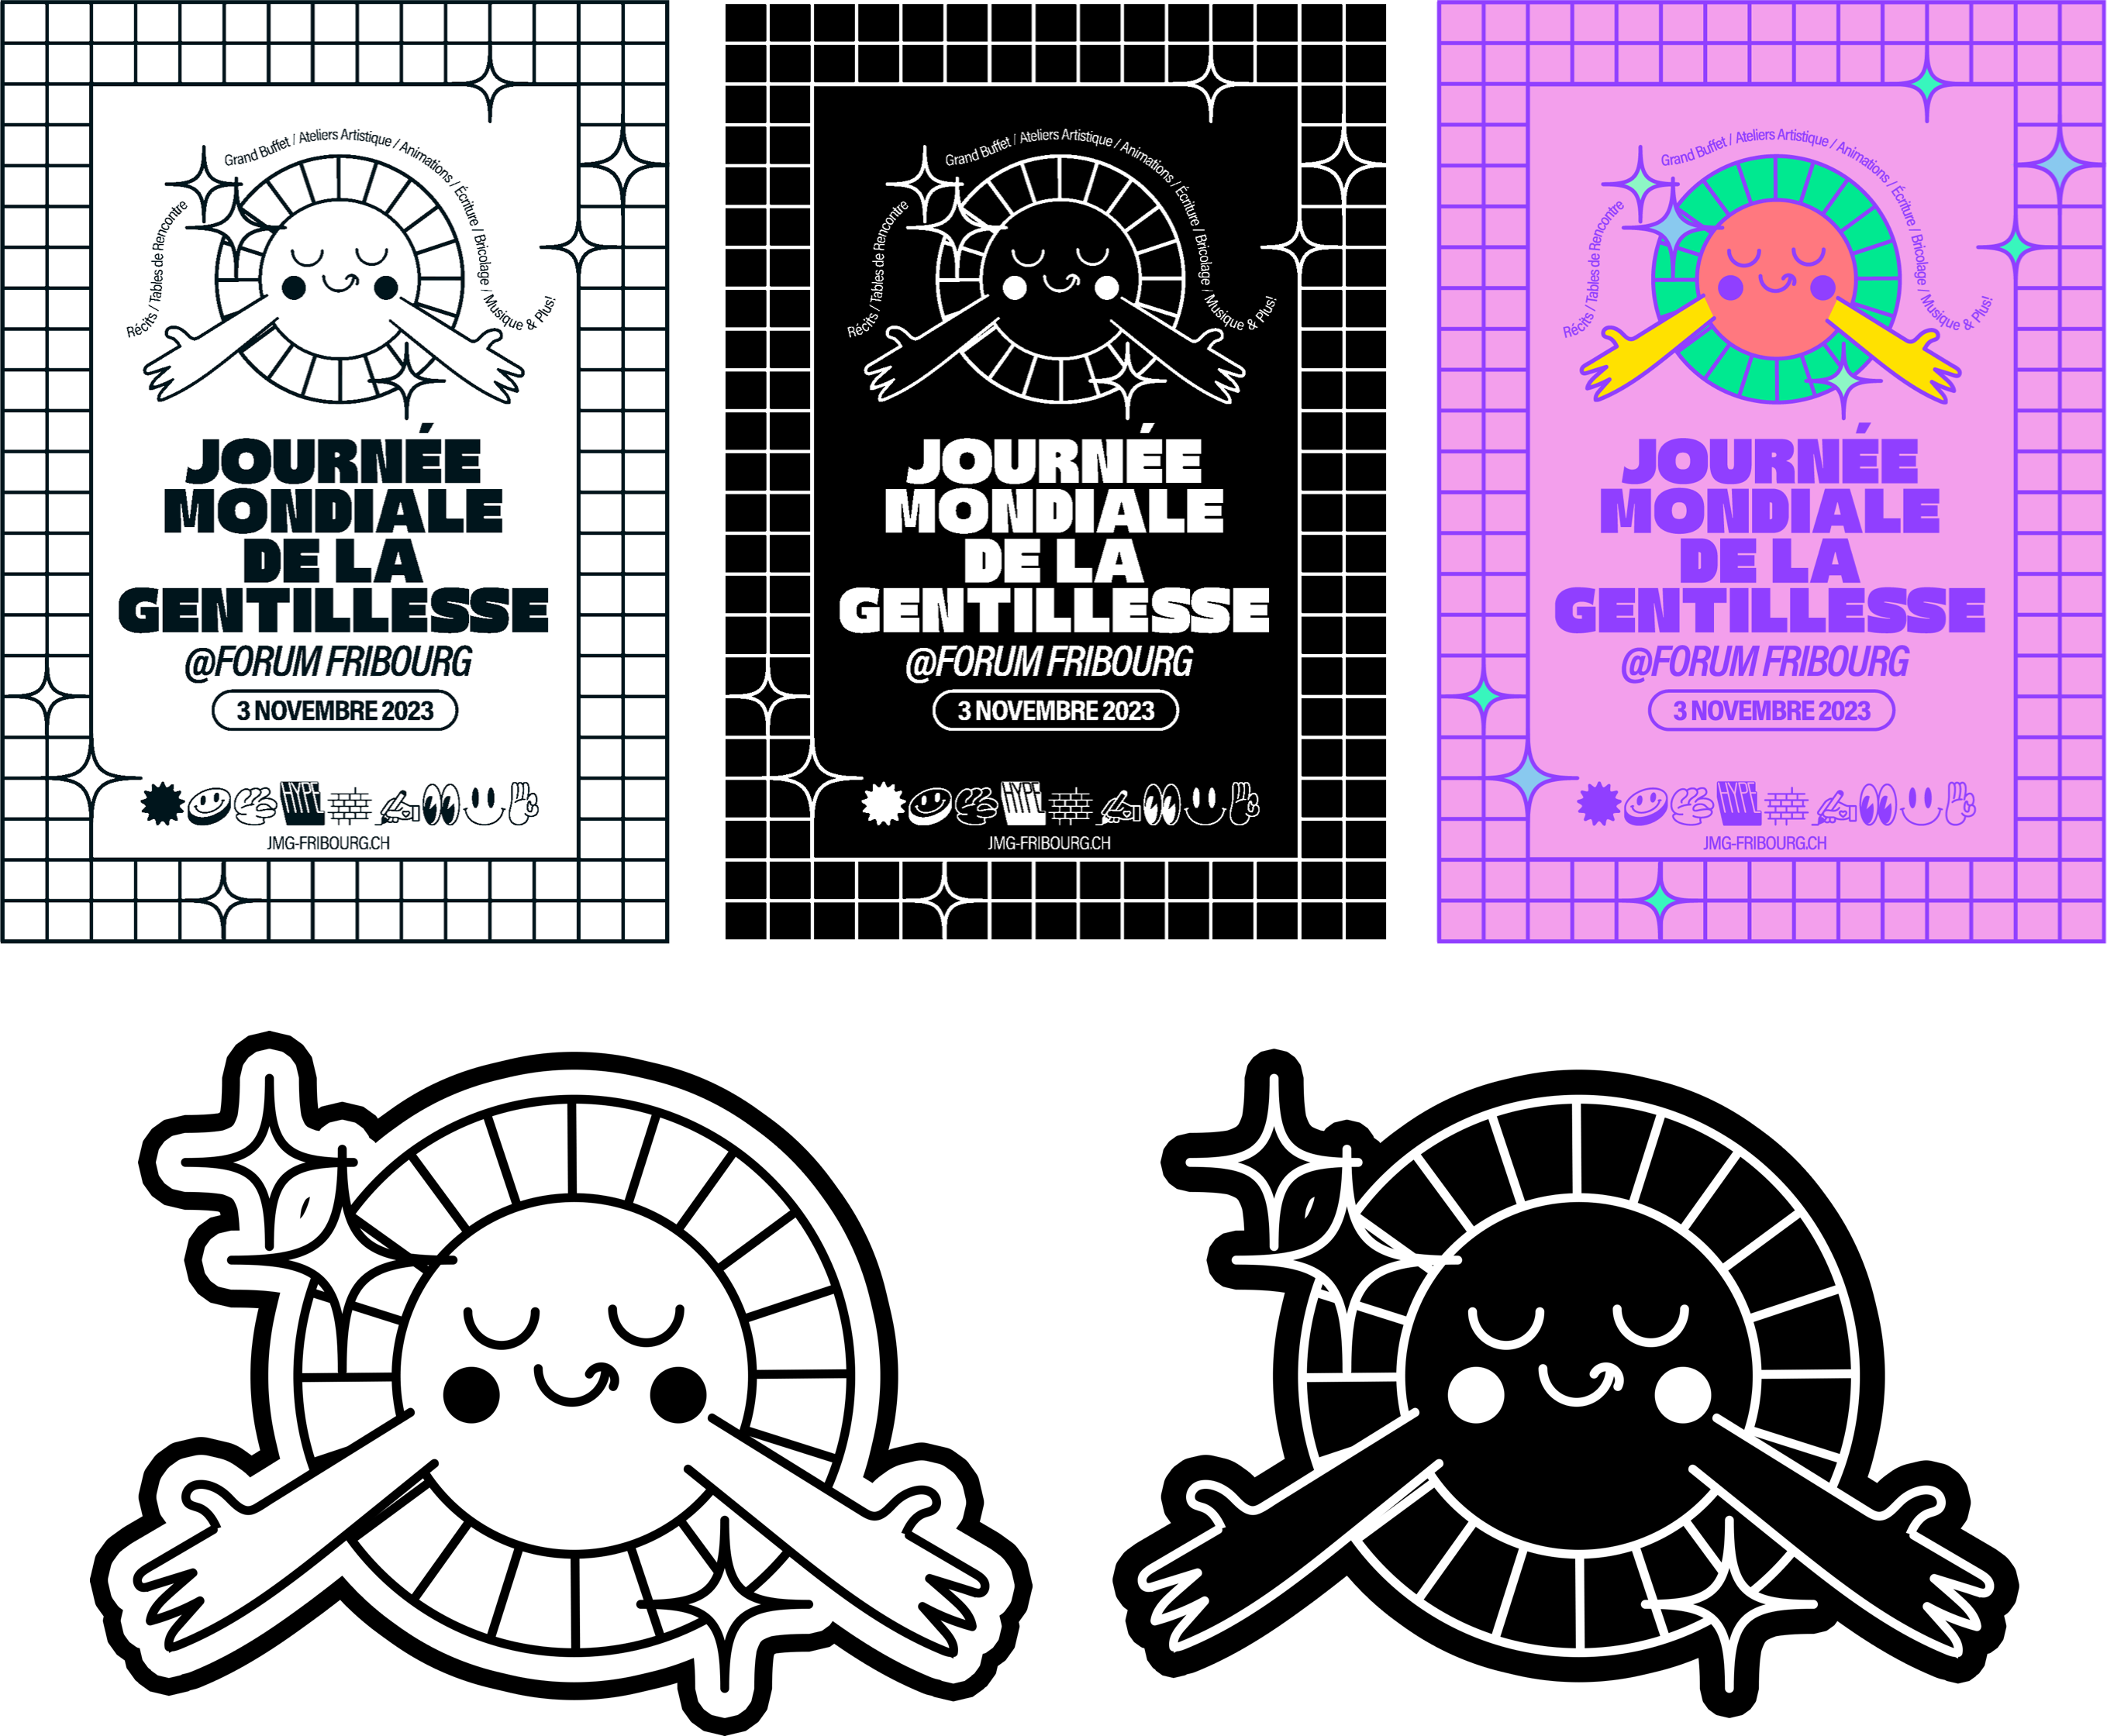 Récits / Tables de Rencontre
Grand Buffet / Ateliers Artistique / Animations / Écriture / Bricolage / Musique & Plus!
JOURNÉE
MONDIALE
DE LA
GENTILLESSE
@FORUM FRIBOURG
3 NOVEMBRE 2023
HYPE
JMG-FRIBOURG.CH
Récits / Tables de Rencontre
Grand Buffet / Ateliers Artistique / Animations / Écriture / Bricolage / Musique & Plus!
JOURNÉE
MONDIALE
DE LA
GENTILLESSE
@FORUM FRIBOURG
3 NOVEMBRE 2023
HYPE
JMG-FRIBOURG.CH
Récits / Tables de Rencontre
Grand Buffet / Ateliers Artistique / Animations / Écriture / Bricolage / Musique & Plus!
JOURNÉE
MONDIALE
DE LA
GENTILLESSE
@FORUM FRIBOURG
3 NOVEMBRE 2023
HYPE
JMG-FRIBOURG.CH